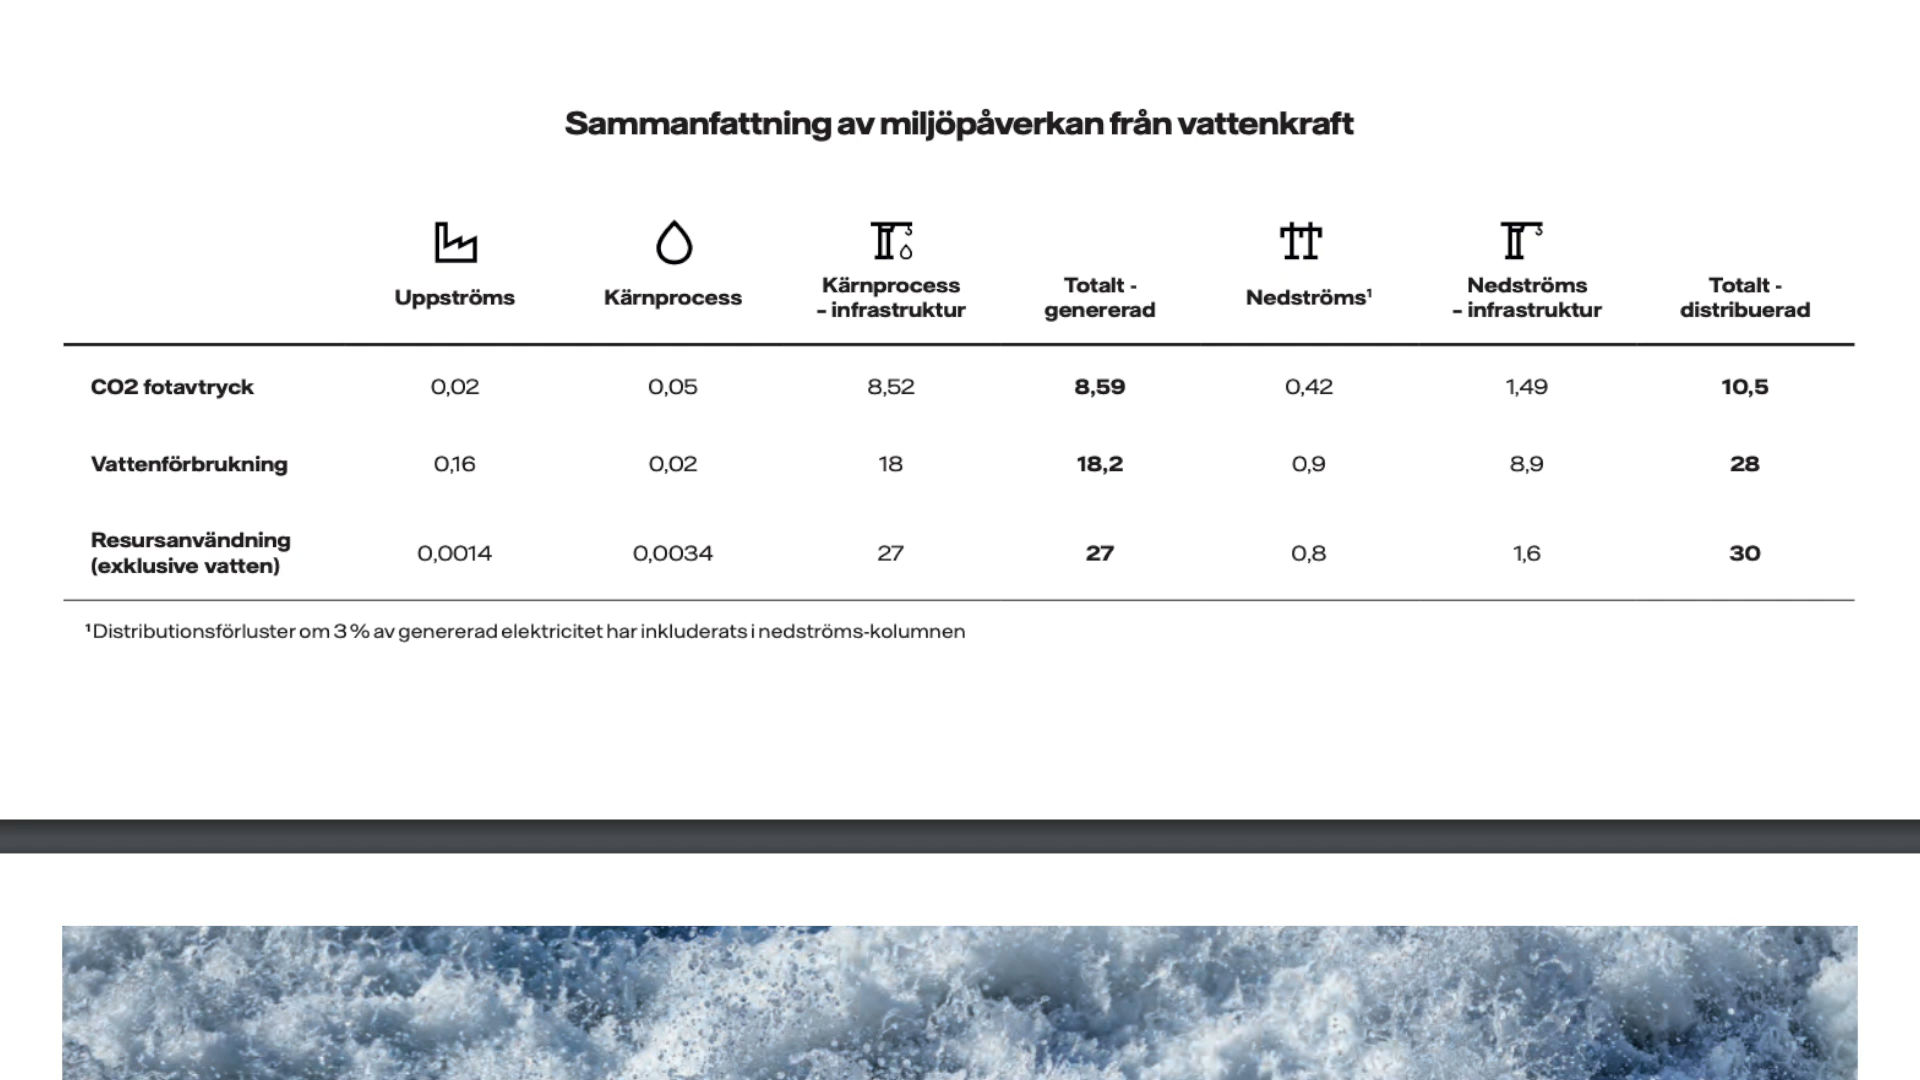 Sammanfattning av miljöpåverkan från vattenkraft
Uppströms
Kärnprocess
Kärnprocess
– infrastruktur
Totalt -
genererad
Nedströms¹
Nedströms
– infrastruktur
Totalt -
distribuerad
CO2 fotavtryck 0,02 0,05 8,52 8,59 0,42 1,49 10,5
Vattenförbrukning 0,16 0,02 18 18,2 0,9 8,9 28
Resursanvändning
(exklusive vatten) 0,0014 0,0034 27 27 0,8 1,6 30
¹Distributionsförluster om 3 % av genererad elektricitet har inkluderats i nedströms-kolumnen